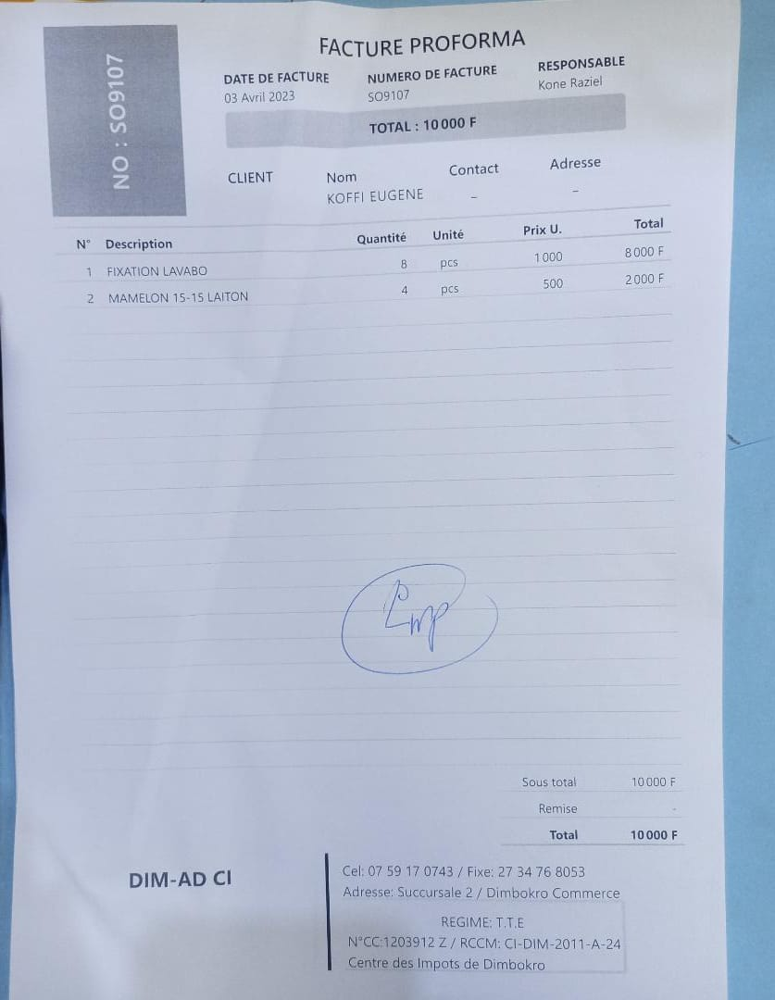 FACTURE PROFORMA
NO : SO9107
DATE DE FACTURE NUMERO DE FACTURE RESPONSABLE
03 Avril 2023 SO9107 Kone Raziel
TOTAL : 10 000 F
CLIENT Nom Contact Adresse
KOFFI EUGENE – –
N° Description Quantité Unité Prix U. Total
1 FIXATION LAVABO 8 pcs 1 000 8 000 F
2 MAMELON 15-15 LAITON 4 pcs 500 2 000 F
Sous total 10 000 F
Remise -
Total 10 000 F
DIM-AD CI
Cel: 07 59 17 0743 / Fixe: 27 34 76 8053
Adresse: Succursale 2 / Dimbokro Commerce
REGIME: T.T.E
N°CC:1203912 Z / RCCM: CI-DIM-2011-A-24
Centre des Impots de Dimbokro